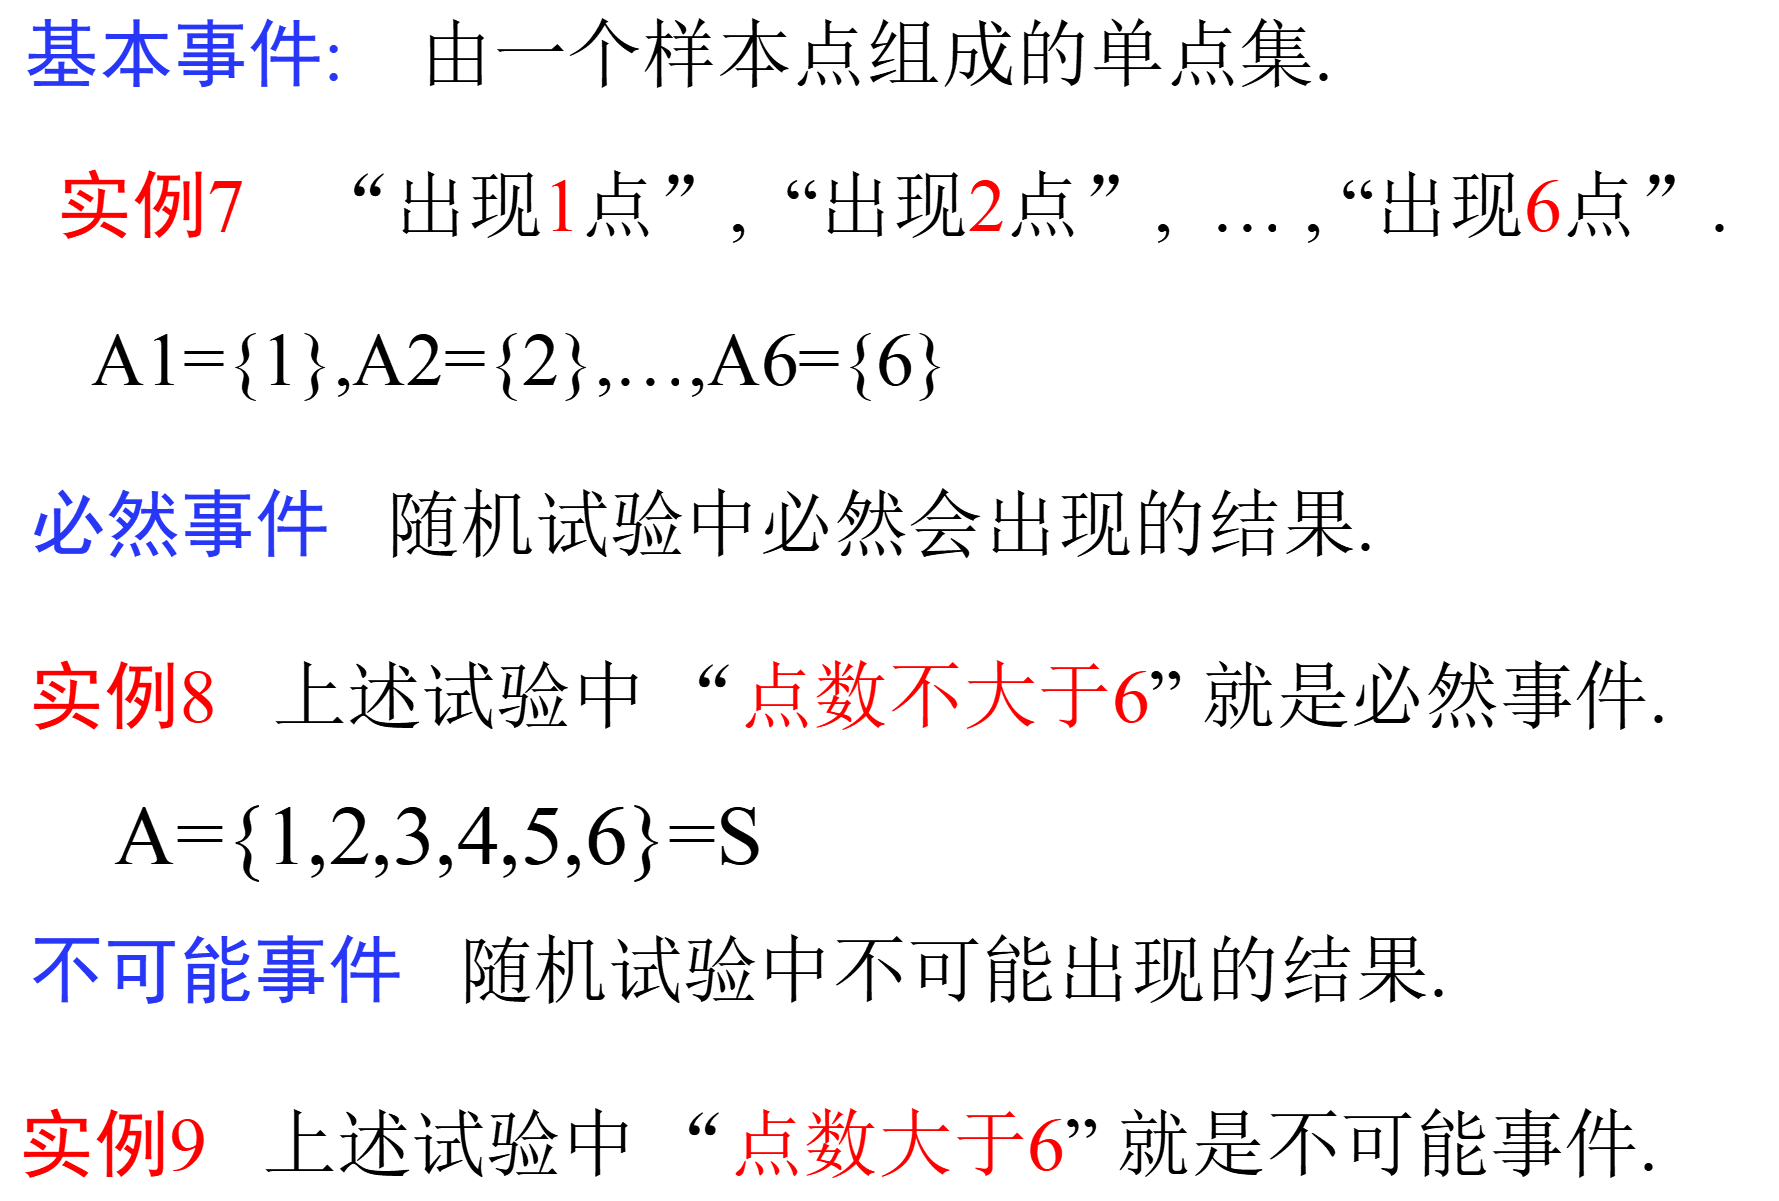 基本事件: 由一个样本点组成的单点集.
实例7 “出现1点”, “出现2点”, … , “出现6点”.
A1={1},A2={2},…,A6={6}
必然事件 随机试验中必然会出现的结果.
实例8 上述试验中 “点数不大于6” 就是必然事件.
A={1,2,3,4,5,6}=S
不可能事件 随机试验中不可能出现的结果.
实例9 上述试验中 “点数大于6” 就是不可能事件.